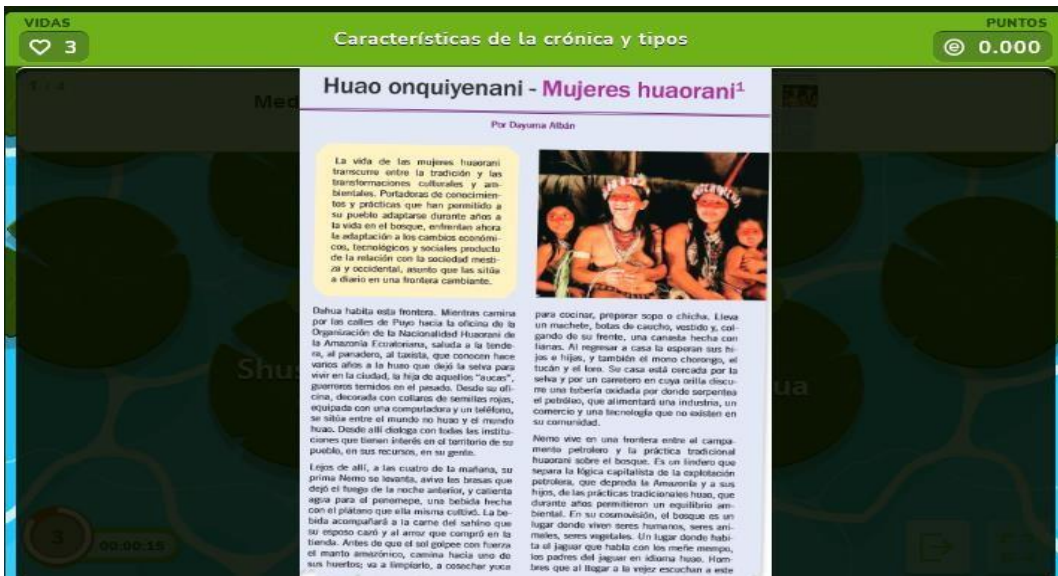 VIDAS
3
Características de la crónica y tipos
PUNTOS
0.000
1 / 4
Med
Huao onquiyenani - Mujeres huaorani¹
Por Dayuma Albán
La vida de las mujeres huaorani
transcurre entre la tradición y las
transformaciones culturales y am-
bientales. Portadoras de conocimien-
tos y prácticas que han permitido a
su pueblo adaptarse durante años a
la vida en el bosque, enfrentan ahora
la adaptación a los cambios económi-
cos, tecnológicos y sociales producto
de la relación con la sociedad mesti-
za y occidental, asunto que las sitúa
a diario en una frontera cambiante.
Dahua habita esta frontera. Mientras camina
por las calles de Puyo hacia la oficina de la
Organización de la Nacionalidad Huaorani de
la Amazonía Ecuatoriana, saluda a la tende-
ra, al panadero, al taxista, que conocen hace
varios años a la huao que dejó la selva para
vivir en la ciudad, la hija de aquellos "aucas",
guerreros temidos en el pasado. Desde su ofi-
cina, decorada con collares de semillas rojas,
equipada con una computadora y un teléfono,
se sitúa entre el mundo no huao y el mundo
huao. Desde allí dialoga con todas las institu-
ciones que tienen interés en el territorio de su
pueblo, en sus recursos, en su gente.
Lejos de allí, a las cuatro de la mañana, su
prima Nemo se levanta, aviva las brasas que
dejó el fuego de la noche anterior, y calienta
agua para el penemepe, una bebida hecha
con el plátano que ella misma cultivó. La be-
bida acompañará a la carne del sahino que
su esposo cazó y al arroz que compró en la
tienda. Antes de que el sol golpee con fuerza
el manto amazónico, camina hacia uno de
sus huertos; va a limpiarlo, a cosechar yuca
para cocinar, preparar sopa o chicha. Lleva
un machete, botas de caucho, vestido y, col-
gando de su frente, una canasta hecha con
lianas. Al regresar a casa la esperan sus hi-
jos e hijas, y también el mono chorongo, el
tucán y el loro. Su casa está cercada por la
selva y por un carretero en cuya orilla discu-
rre una tubería oxidada por donde serpentea
el petróleo, que alimentará una industria, un
comercio y una tecnología que no existen en
su comunidad.
Nemo vive en una frontera entre el campa-
mento petrolero y la práctica tradicional
huaorani sobre el bosque. Es un lindero que
separa la lógica capitalista de la explotación
petrolera, que depreda la Amazonía y a sus
hijos, de las prácticas tradicionales huao, que
durante años permitieron un equilibrio am-
biental. En su cosmovisión, el bosque es un
lugar donde viven seres humanos, seres ani-
males, seres vegetales. Un lugar donde habi-
ta el jaguar que habla con los meñe mempo,
los padres del jaguar en idioma huao. Hom-
bres que al llegar a la vejez escuchan a este
Shu
ua
3
00:00:15